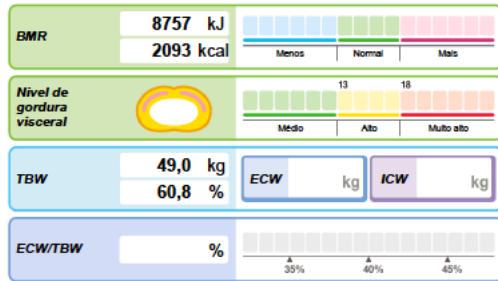 BMR
8757 kJ
2093 kcal
Menos Normal Mais
Nivel de
gordura
visceral
13 18
Médio Alto Muito alto
TBW
49,0 kg
60,8 %
ECW kg ICW kg
ECW/TBW
%
35% 40% 45%